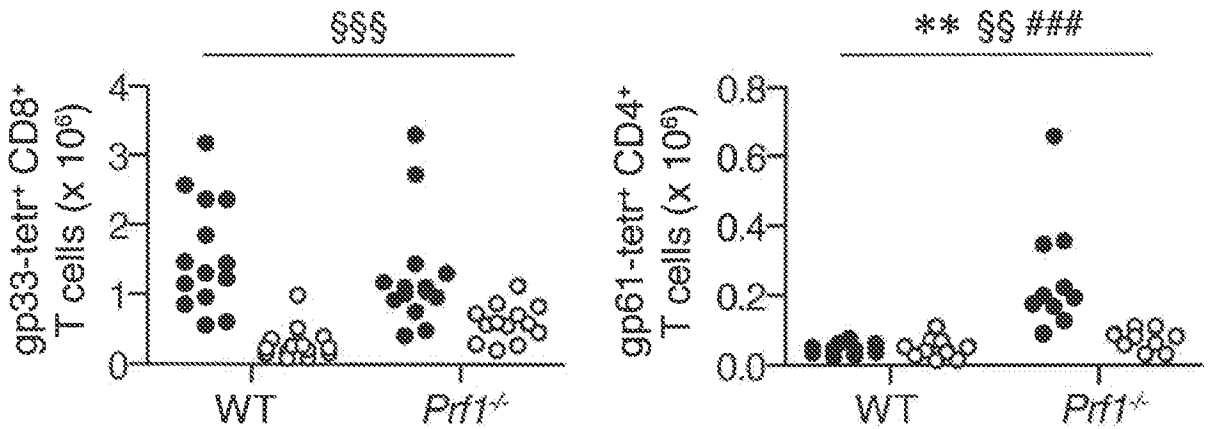 §§§
gp33-tetr⁺ CD8⁺
T cells (x 10⁶)
4
3
2
1
0
WT
Prf1⁻/⁻
** §§ ###
gp61-tetr⁺ CD4⁺
T cells (x 10⁶)
0.8
0.6
0.4
0.2
0.0
WT
Prf1⁻/⁻